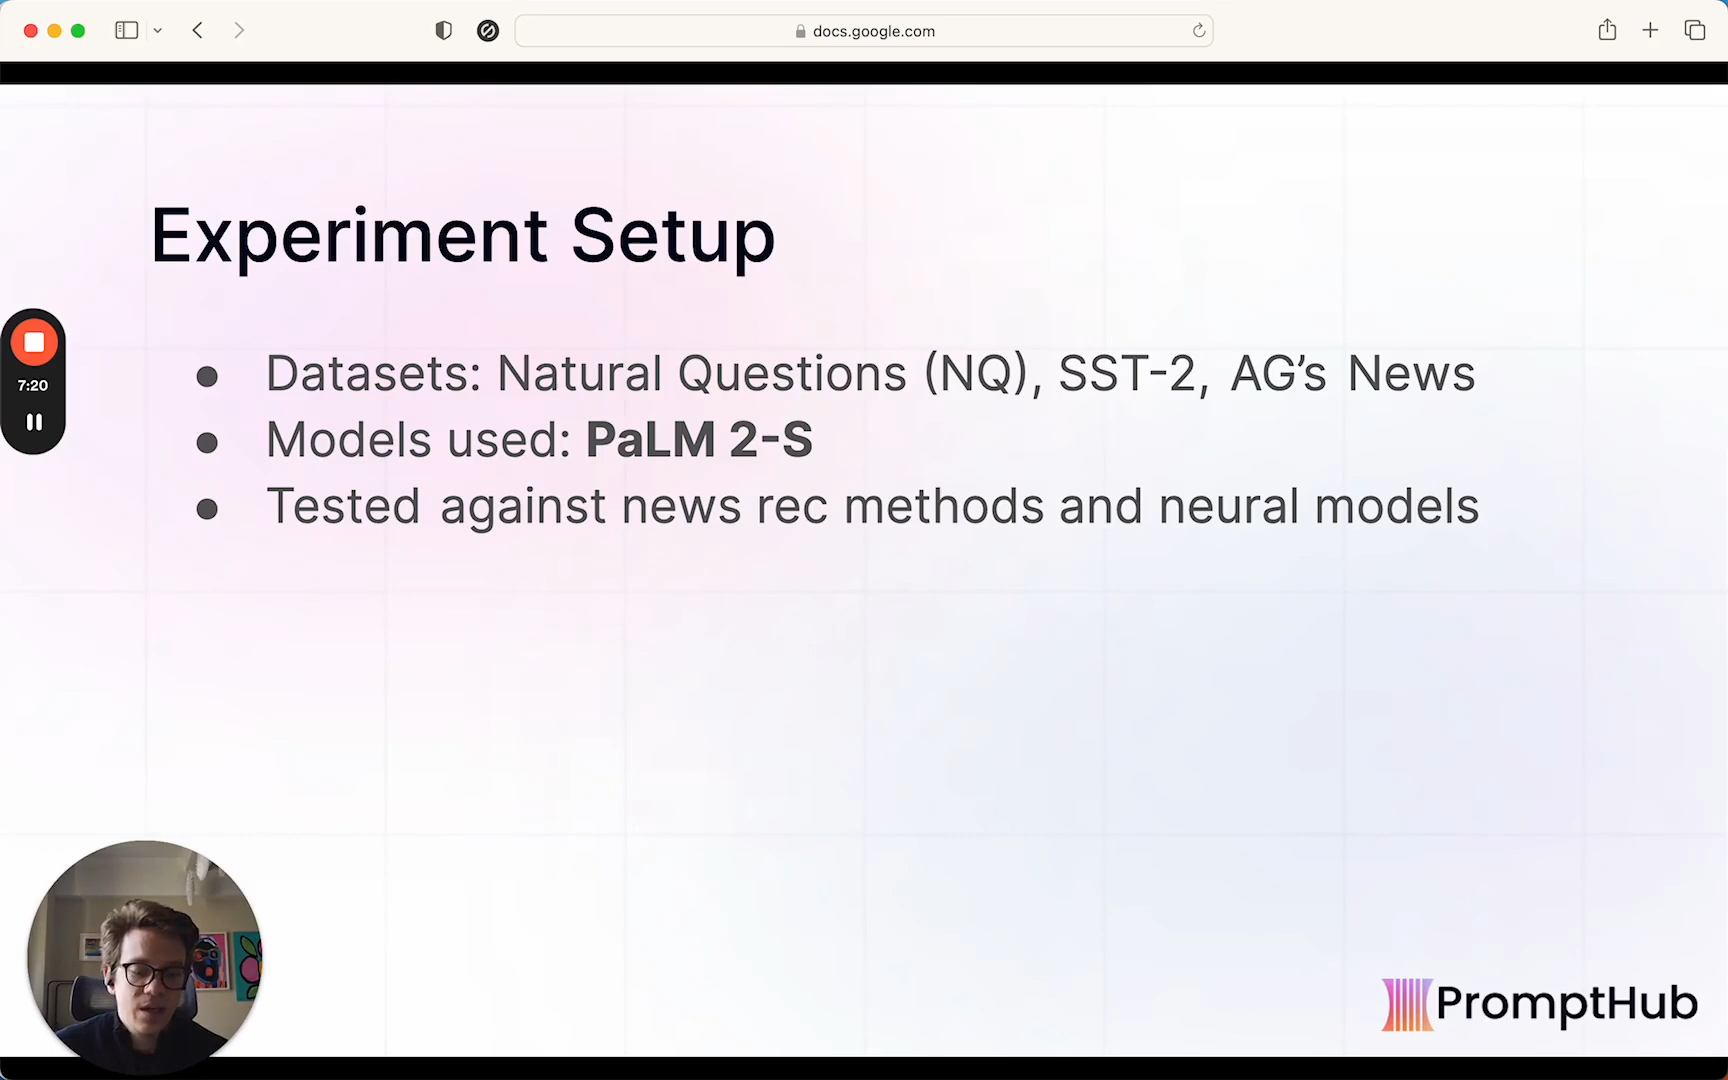 docs.google.com
Experiment Setup
● Datasets: Natural Questions (NQ), SST-2, AG’s News
● Models used: PaLM 2-S
● Tested against news rec methods and neural models
7:20
PromptHub